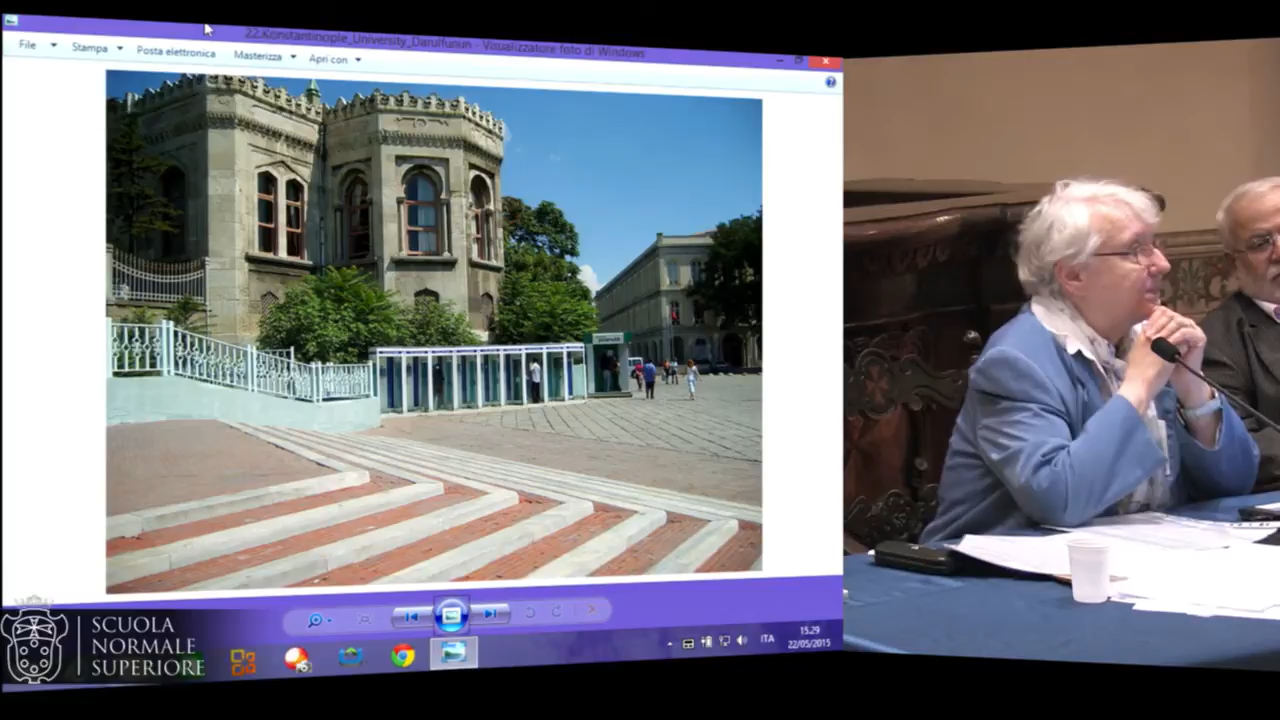 22.Konstantinople_University_Darulfunun - Visualizzatore foto di Windows
File Stampa Posta elettronica Masterizza Apri con
SCUOLA
NORMALE
SUPERIORE
ITA
15.29
22/05/2015